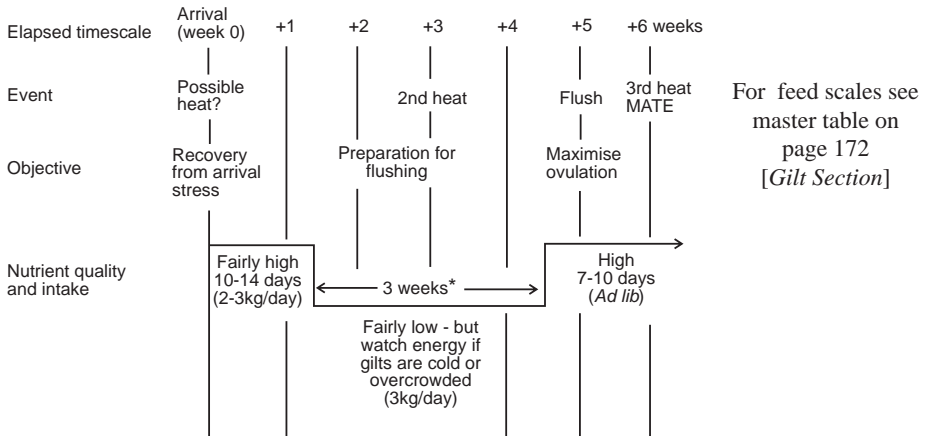 Elapsed timescale
Arrival
(week 0)
+1
+2
+3
+4
+5
+6 weeks
Event
Possible
heat?
2nd heat
Flush
3rd heat
MATE
Objective
Recovery
from arrival
stress
Preparation for
flushing
Maximise
ovulation
Nutrient quality
and intake
Fairly high
10-14 days
(2-3kg/day)
3 weeks*
Fairly low - but
watch energy if
gilts are cold or
overcrowded
(3kg/day)
High
7-10 days
(Ad lib)
For feed scales see
master table on
page 172
[Gilt Section]